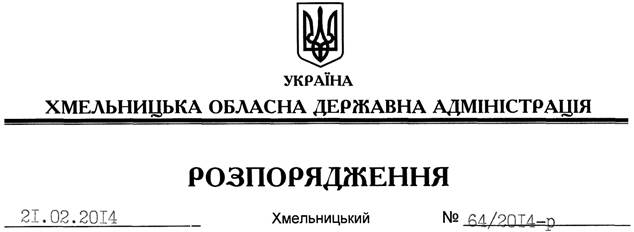 УКРАЇНА
ХМЕЛЬНИЦЬКА ОБЛАСНА ДЕРЖАВНА АДМІНІСТРАЦІЯ
РОЗПОРЯДЖЕННЯ
21.02.2014 Хмельницький № 64/2014-р